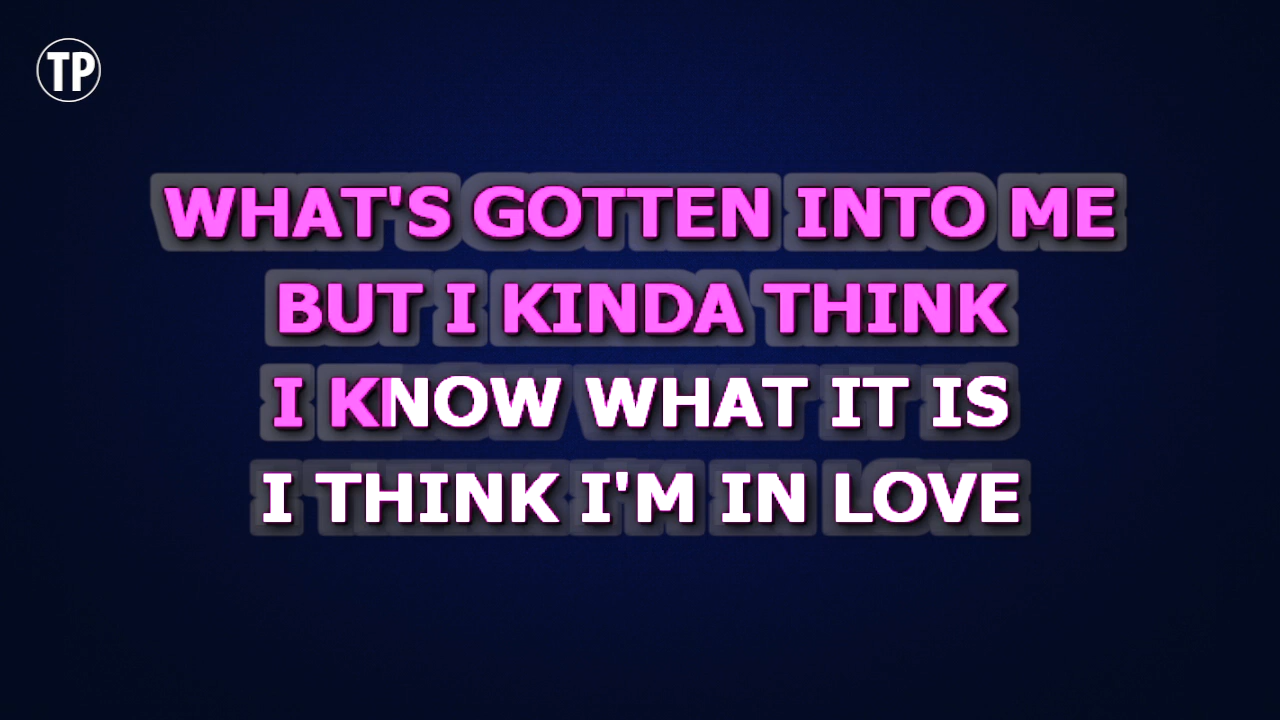 TP
WHAT'S GOTTEN INTO ME
BUT I KINDA THINK
I KNOW WHAT IT IS
I THINK I'M IN LOVE